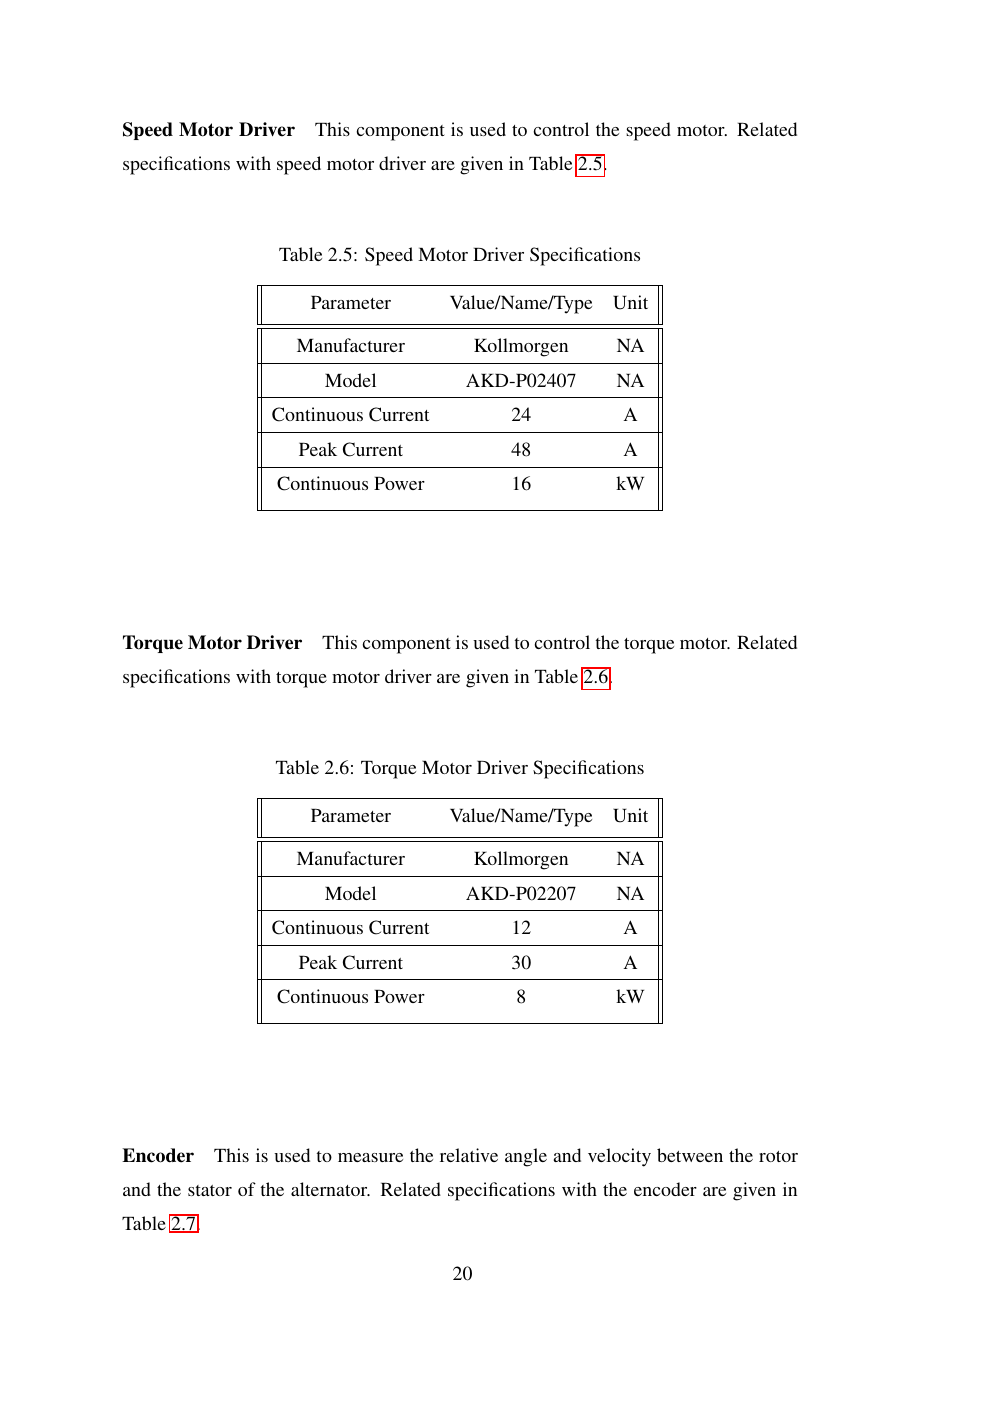 Speed Motor Driver This component is used to control the speed motor. Related
specifications with speed motor driver are given in Table 2.5.
Table 2.5: Speed Motor Driver Specifications
Parameter Value/Name/Type Unit
Manufacturer Kollmorgen NA
Model AKD-P02407 NA
Continuous Current 24 A
Peak Current 48 A
Continuous Power 16 kW
Torque Motor Driver This component is used to control the torque motor. Related
specifications with torque motor driver are given in Table 2.6.
Table 2.6: Torque Motor Driver Specifications
Parameter Value/Name/Type Unit
Manufacturer Kollmorgen NA
Model AKD-P02207 NA
Continuous Current 12 A
Peak Current 30 A
Continuous Power 8 kW
Encoder This is used to measure the relative angle and velocity between the rotor
and the stator of the alternator. Related specifications with the encoder are given in
Table 2.7.
20